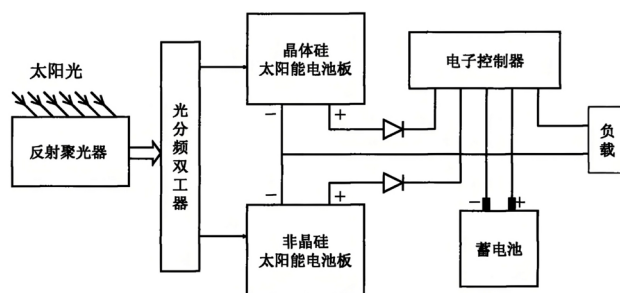 太阳光
反射聚光器
光分频双工器
晶体硅
太阳能电池板
- +
电子控制器
负载
- +
非晶硅
太阳能电池板
- +
蓄电池